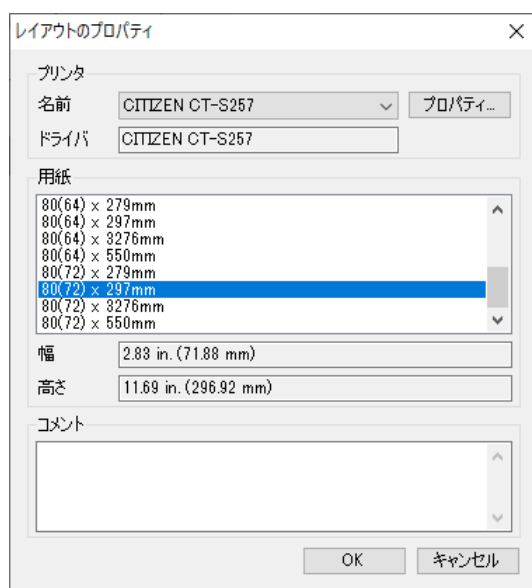 レイアウトのプロパティ
プリンタ
名前 CITIZEN CT-S257 プロパティ...
ドライバ CITIZEN CT-S257
用紙
80(64) x 279mm
80(64) x 297mm
80(64) x 3276mm
80(64) x 550mm
80(72) x 279mm
80(72) x 297mm
80(72) x 3276mm
80(72) x 550mm
幅 2.83 in. (71.88 mm)
高さ 11.69 in. (296.92 mm)
コメント
OK キャンセル